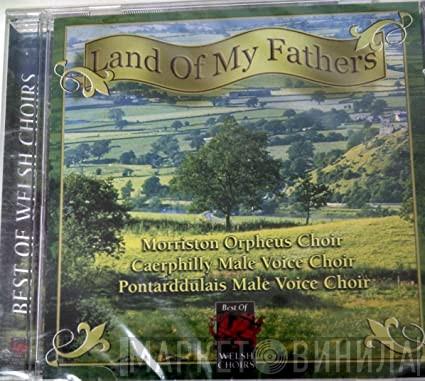 Land Of My Fathers
BEST OF WELSH CHOIRS
Morriston Orpheus Choir
Caerphilly Male Voice Choir
Pontarddulais Male Voice Choir
Best Of
WELSH
CHOIRS
МАРКЕТ ВИНИЛА